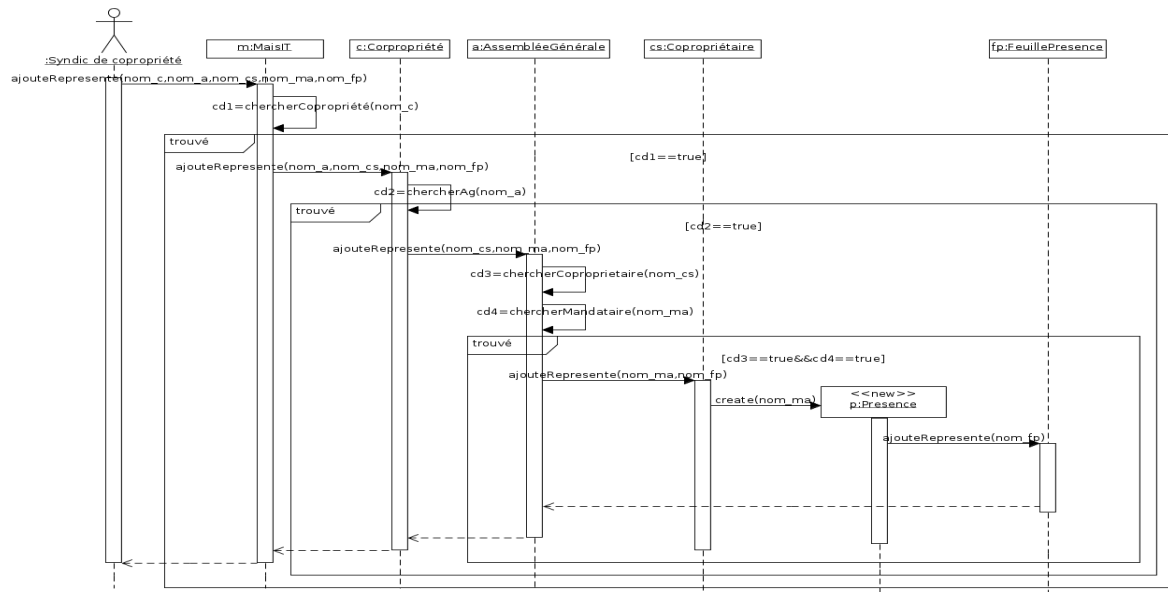 :Syndic de copropriété
m:MaisIT
c:Corpropriété
a:AssembléeGénérale
cs:Copropriétaire
fp:FeuillePresence
ajouteRepresente(nom_c,nom_a,nom_cs,nom_ma,nom_fp)
cd1=chercherCopropriété(nom_c)
trouvé
[cd1==true]
ajouteRepresente(nom_a,nom_cs,nom_ma,nom_fp)
cd2=chercherAg(nom_a)
trouvé
[cd2==true]
ajouteRepresente(nom_cs,nom_ma,nom_fp)
cd3=chercherCoproprietaire(nom_cs)
cd4=chercherMandataire(nom_ma)
trouvé
[cd3==true&&cd4==true]
ajouteRepresente(nom_ma,nom_fp)
create(nom_ma)
<<new>>
p:Presence
ajouteRepresente(nom_fp)